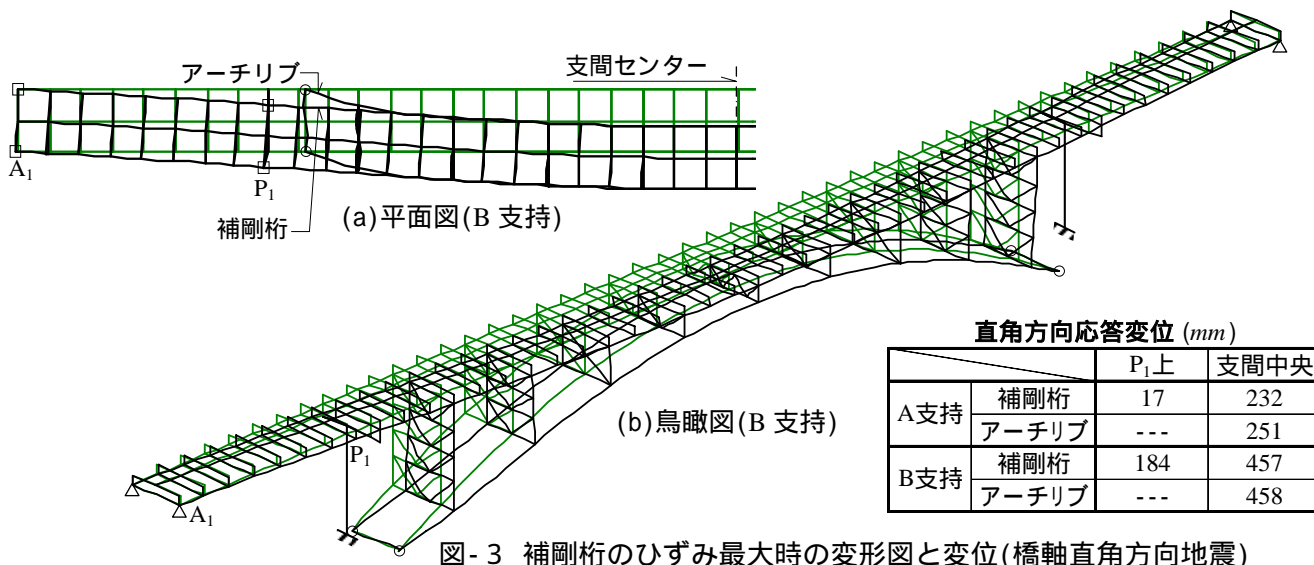 アーチリブ
支間センター
A₁
P₁
補剛桁
(a)平面図(B 支持)
P₁
A₁
(b)鳥瞰図(B 支持)
直角方向応答変位 (mm)
P₁上 支間中央
A支持 補剛桁 17 232
アーチリブ --- 251
B支持 補剛桁 184 457
アーチリブ --- 458
図-3 補剛桁のひずみ最大時の変形図と変位(橋軸直角方向地震)